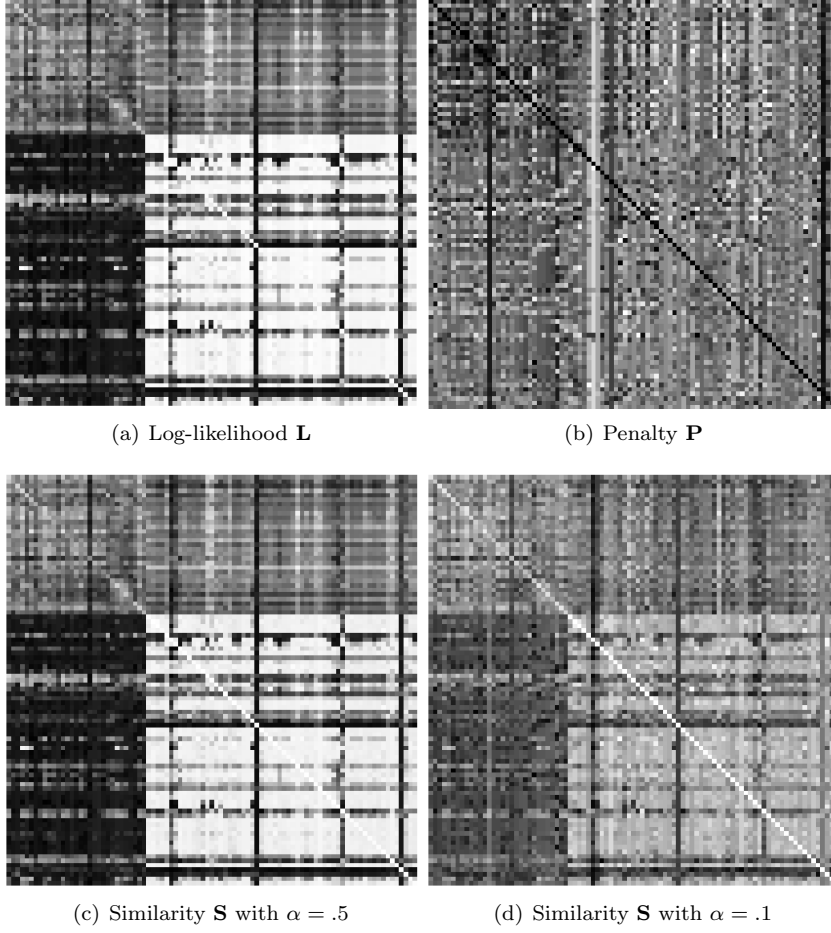 (a) Log-likelihood L
(b) Penalty P
(c) Similarity S with α = .5
(d) Similarity S with α = .1